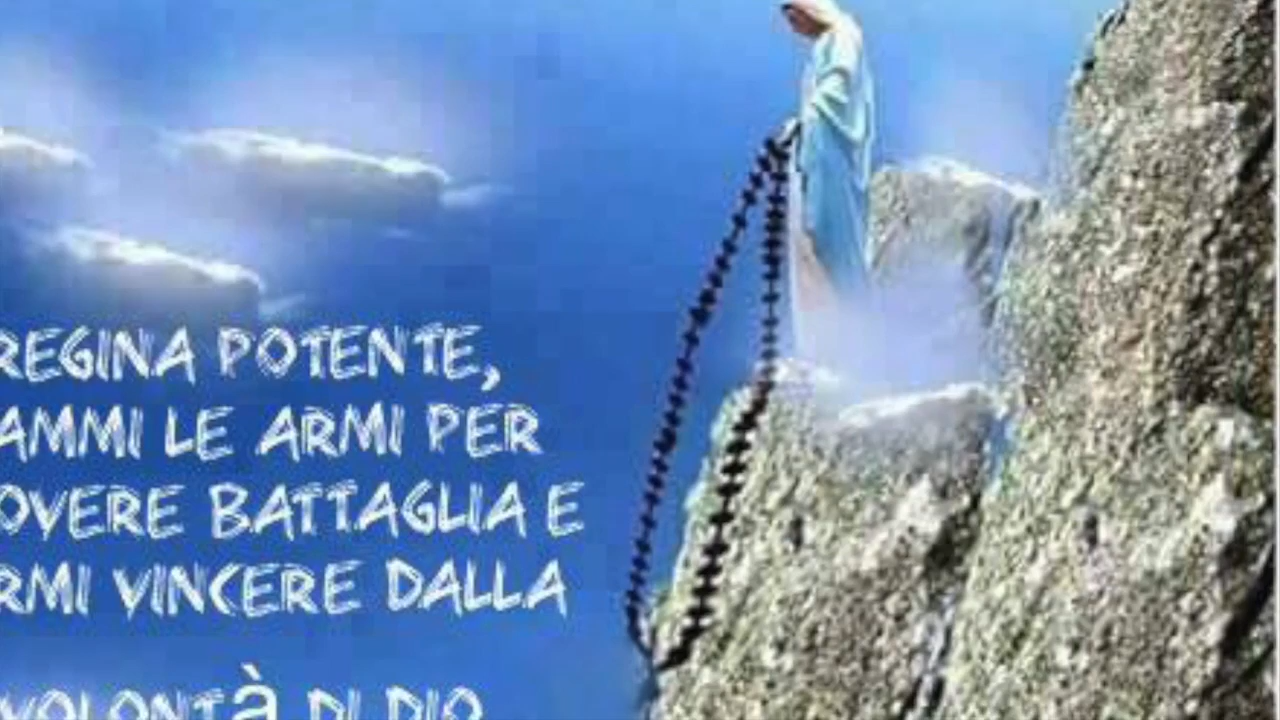 REGINA POTENTE,
AMMI LE ARMI PER
OVERE BATTAGLIA E
RMI VINCERE DALLA
VOLONTà DI DIO